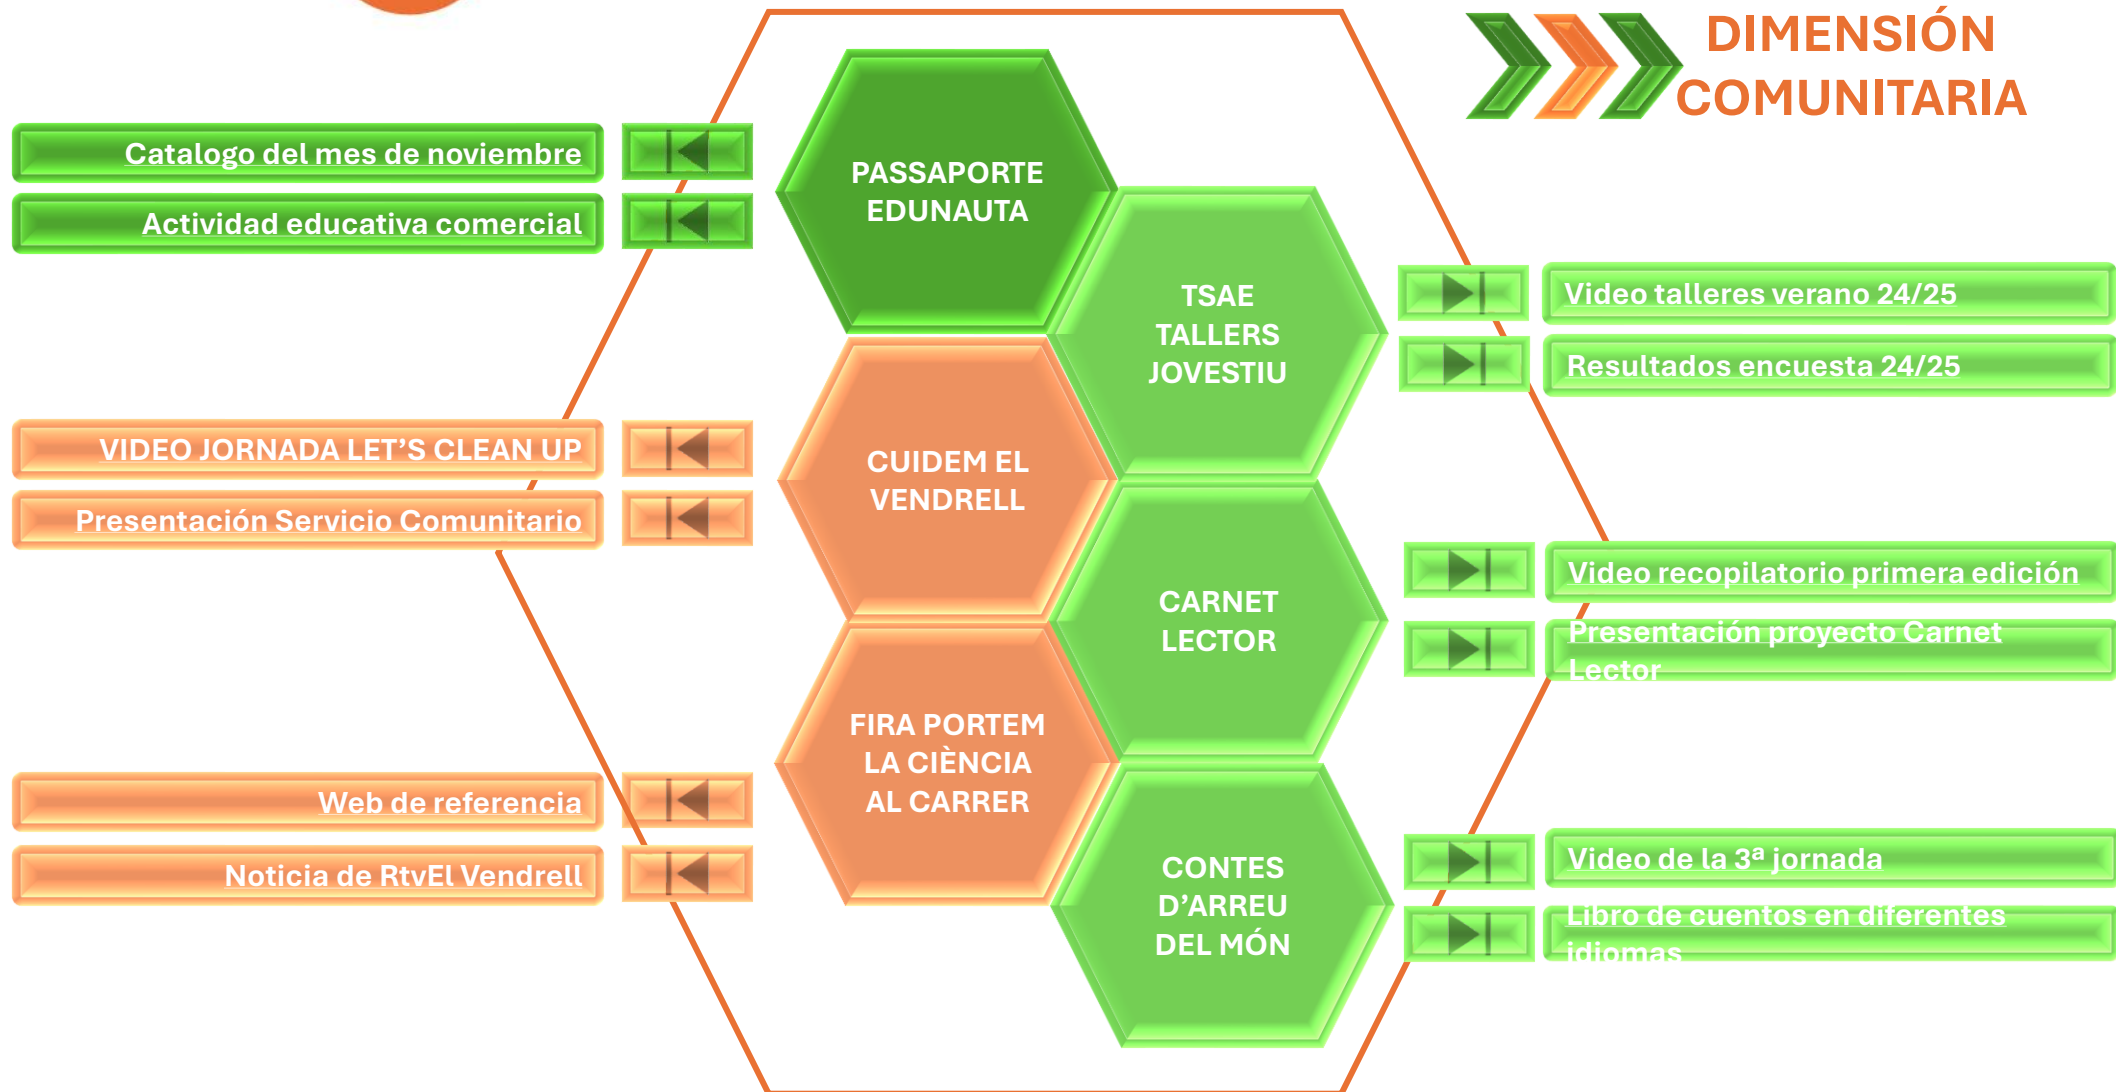 DIMENSIÓN
COMUNITARIA
Catalogo del mes de noviembre
Actividad educativa comercial
PASSAPORTE
EDUNAUTA
TSAE
TALLERS
JOVESTIU
Video talleres verano 24/25
Resultados encuesta 24/25
VIDEO JORNADA LET’S CLEAN UP
Presentación Servicio Comunitario
CUIDEM EL
VENDRELL
CARNET
LECTOR
Video recopilatorio primera edición
Presentación proyecto Carnet
Lector
FIRA PORTEM
LA CIÈNCIA
AL CARRER
Web de referencia
Noticia de RtvEl Vendrell
CONTES
D’ARREU
DEL MÓN
Video de la 3ª jornada
Libro de cuentos en diferentes
idiomas